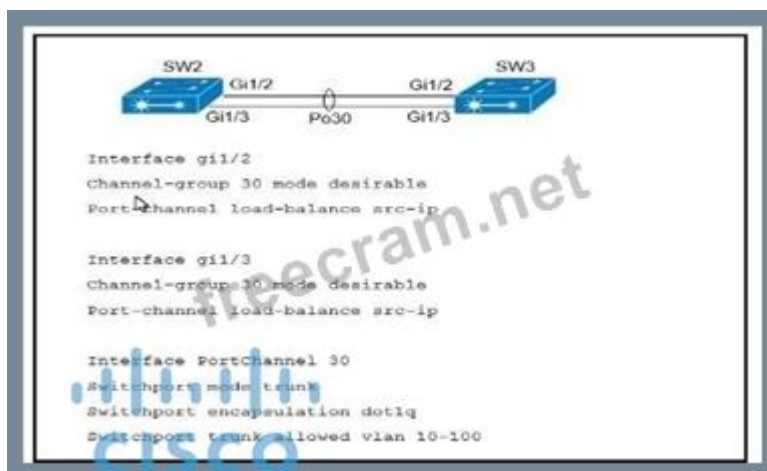 SW2
SW3
Gi1/2
Gi1/2
Gi1/3
Po30
Gi1/3
Interface gi1/2
Channel-group 30 mode desirable
Port-channel load-balance src-ip
Interface gi1/3
Channel-group 30 mode desirable
Port-channel load-balance src-ip
Interface PortChannel 30
Switchport mode trunk
Switchport encapsulation dot1q
Switchport trunk allowed vlan 10-100
freecram.net
CISCO